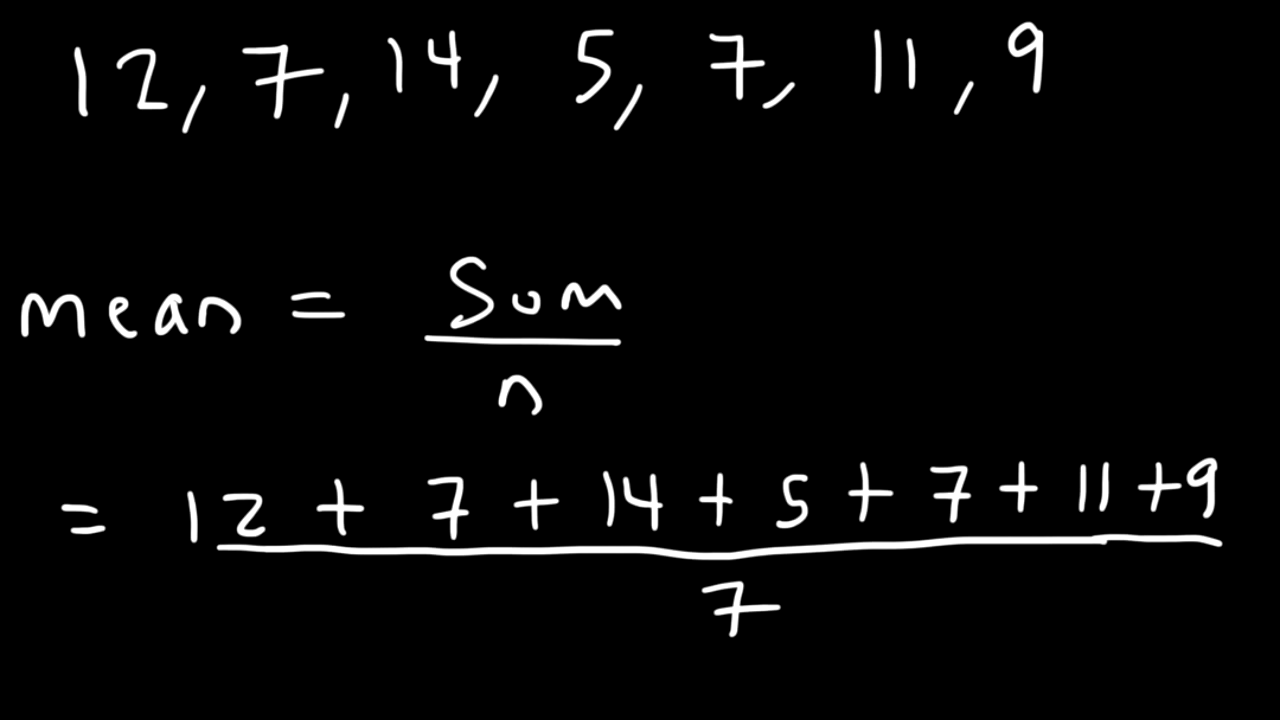 12, 7, 14, 5, 7, 11, 9
mean = Sum
n
= 12 + 7 + 14 + 5 + 7 + 11 + 9
7